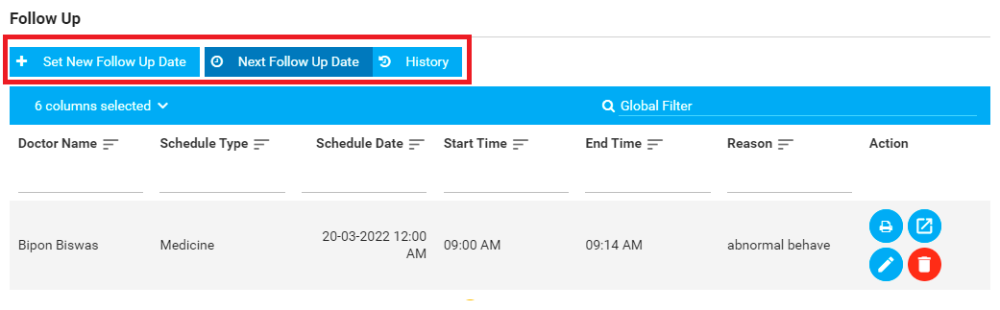 Follow Up
Set New Follow Up Date Next Follow Up Date History
6 columns selected Global Filter
Doctor Name Schedule Type Schedule Date Start Time End Time Reason Action
Bipon Biswas Medicine 20-03-2022 12:00 AM 09:00 AM 09:14 AM abnormal behave